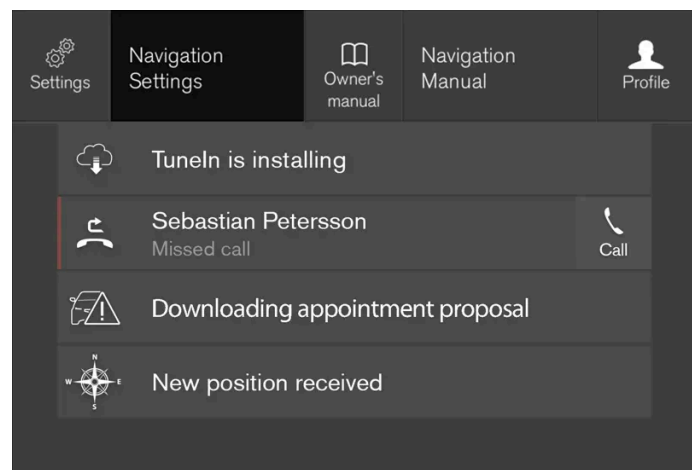 Settings
Navigation
Settings
Owner's
manual
Navigation
Manual
Profile
TuneIn is installing
Sebastian Petersson
Missed call
Call
Downloading appointment proposal
N
W
E
S
New position received